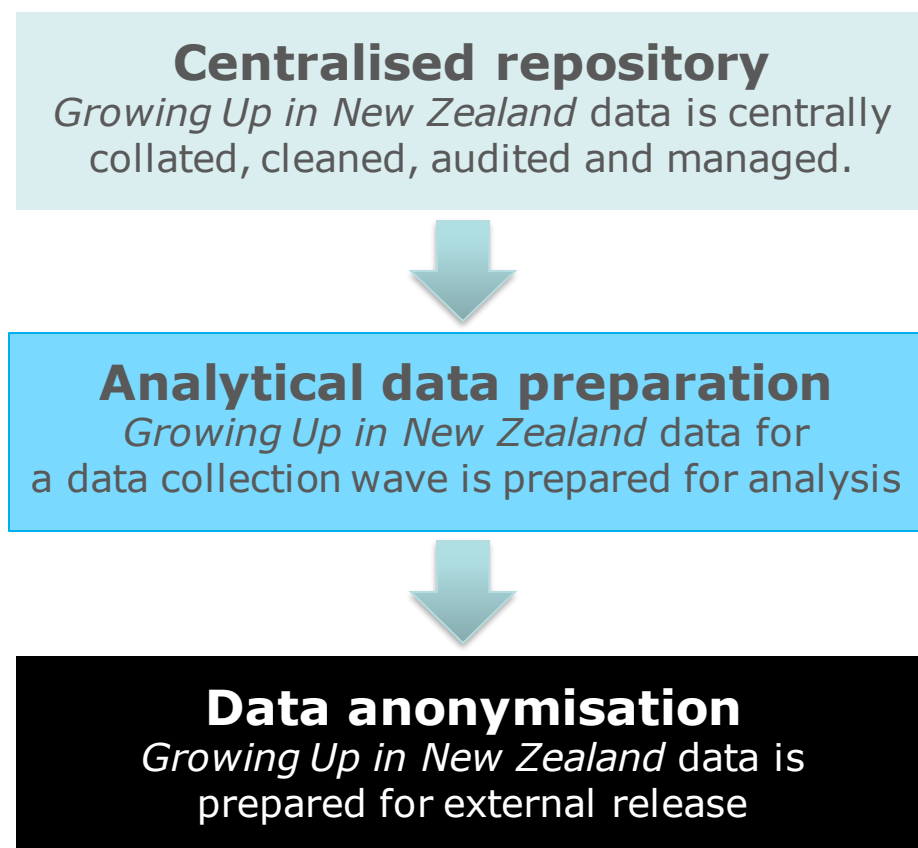 Centralised repository
Growing Up in New Zealand data is centrally
collated, cleaned, audited and managed.
Analytical data preparation
Growing Up in New Zealand data for
a data collection wave is prepared for analysis
Data anonymisation
Growing Up in New Zealand data is
prepared for external release